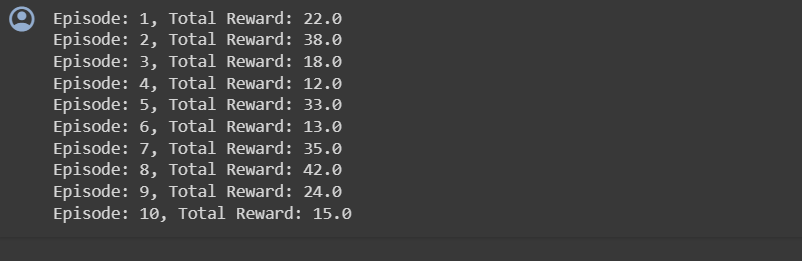 Episode: 1, Total Reward: 22.0
Episode: 2, Total Reward: 38.0
Episode: 3, Total Reward: 18.0
Episode: 4, Total Reward: 12.0
Episode: 5, Total Reward: 33.0
Episode: 6, Total Reward: 13.0
Episode: 7, Total Reward: 35.0
Episode: 8, Total Reward: 42.0
Episode: 9, Total Reward: 24.0
Episode: 10, Total Reward: 15.0